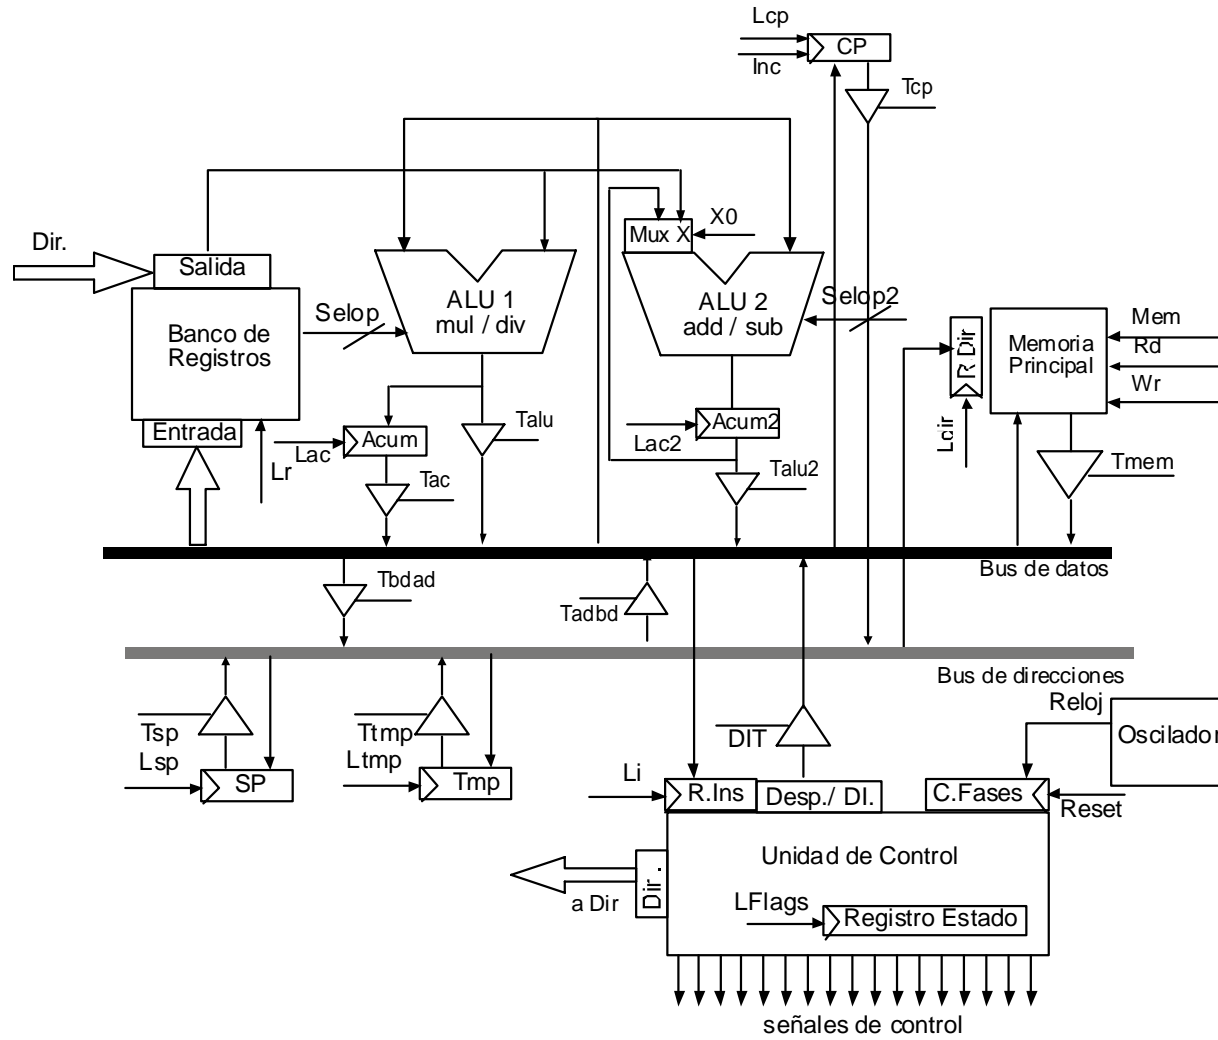 Lcp
CP
Inc
Tcp
Dir.
Salida
Mux X
X0
ALU 1
mul / div
ALU 2
add / sub
Selop
Selop2
Banco de
Registros
R Dir
Memoria
Principal
Mem
Rd
Wr
Entrada
Lr
Lac
Acum
Talu
Tac
Lac2
Acum2
Talu2
Ldir
Tmem
Bus de datos
Tbdad
Tadbd
Bus de direcciones
Tsp
Lsp
SP
Ttmp
Ltmp
Tmp
DIT
Li
R.Ins
Desp./ DI.
C.Fases
Reloj
Oscilador
Reset
Unidad de Control
Dir .
a Dir
LFlags
Registro Estado
señales de control